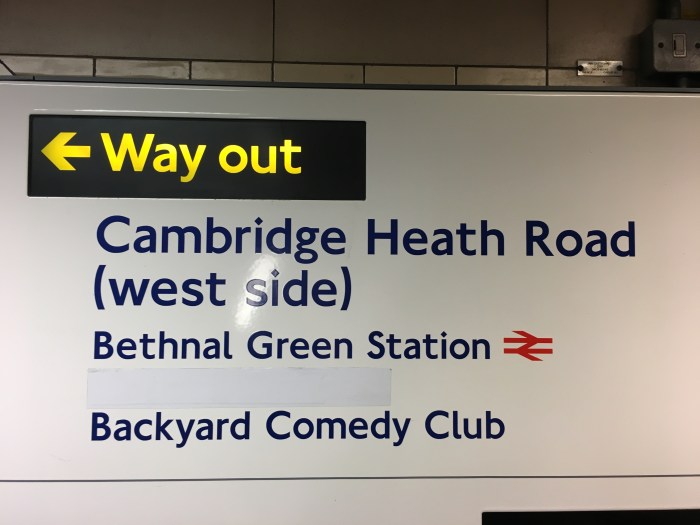 ← Way out
Cambridge Heath Road
(west side)
Bethnal Green Station
Backyard Comedy Club